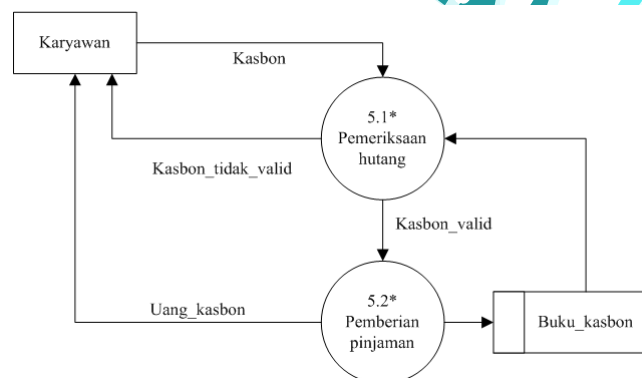 Karyawan
Kasbon
5.1*
Pemeriksaan
hutang
Kasbon_tidak_valid
Kasbon_valid
5.2*
Pemberian
pinjaman
Uang_kasbon
Buku_kasbon